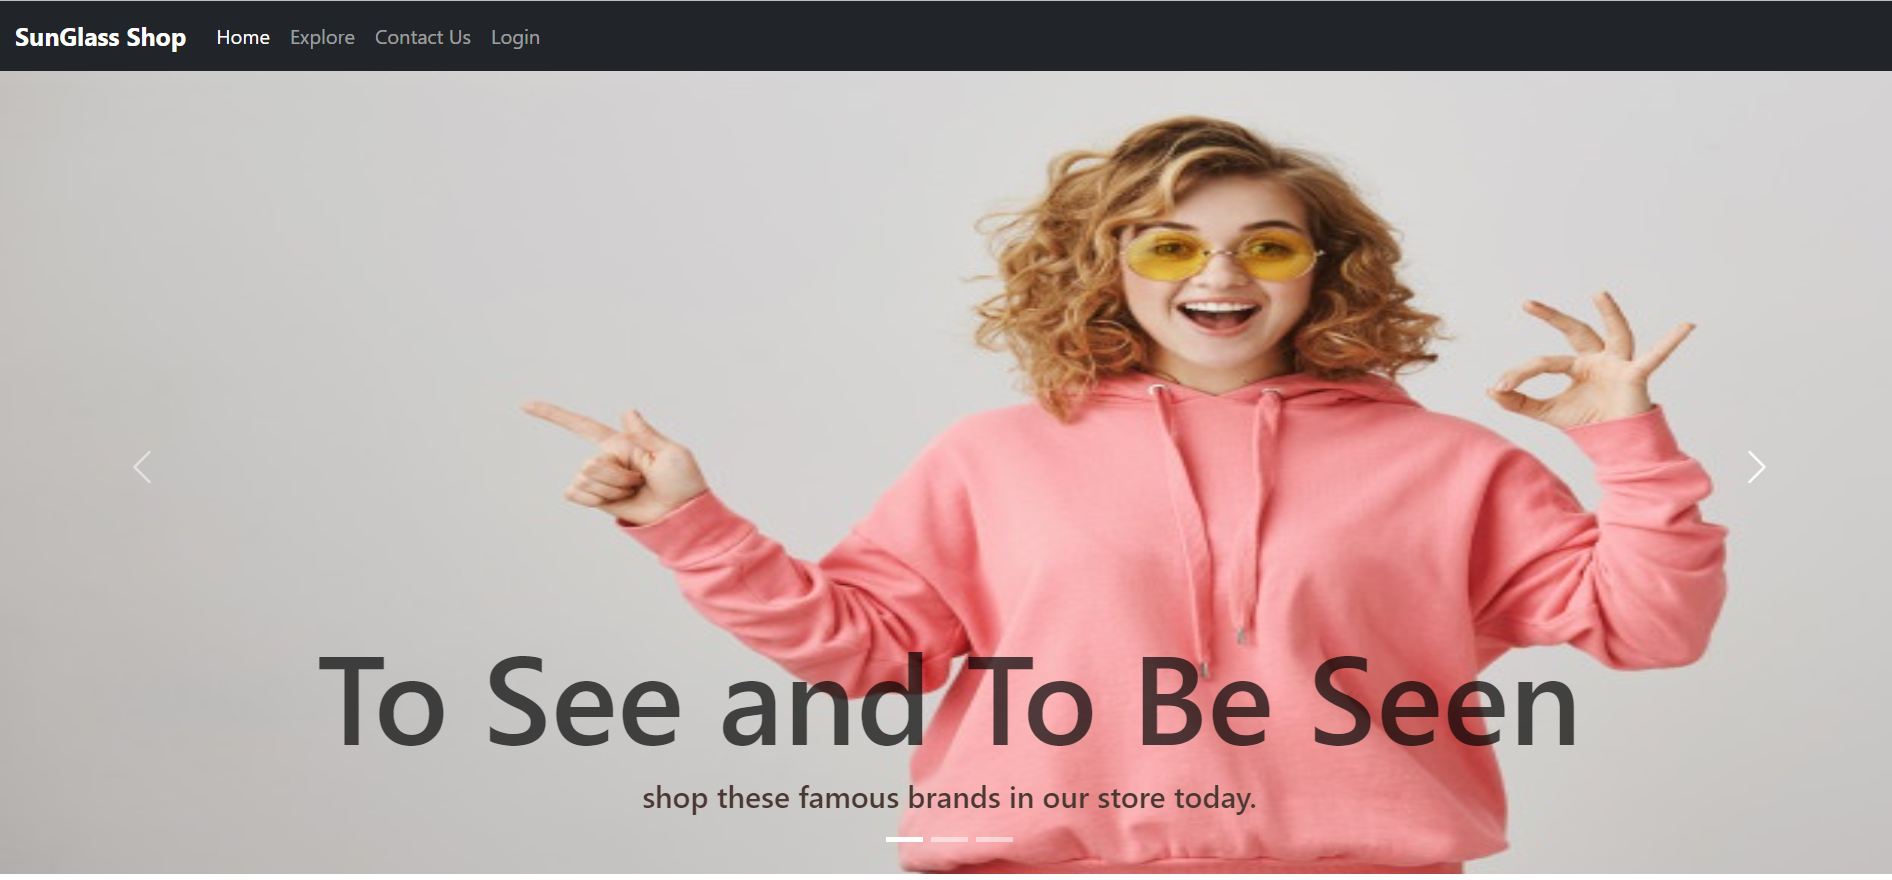 SunGlass Shop Home Explore Contact Us Login
To See and To Be Seen
shop these famous brands in our store today.